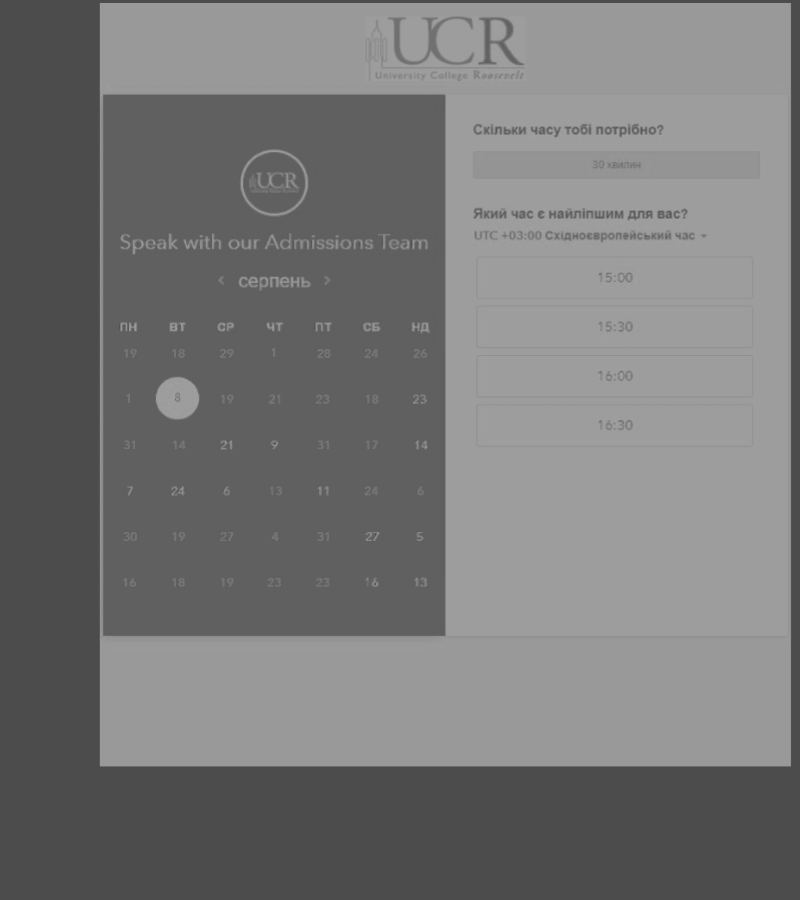 UCR
University College Roosevelt
UCR
Speak with our Admissions Team
серпень
ПН ВТ СР ЧТ ПТ СБ НД
19 18 29 1 28 24 26
1 8 19 21 23 18 23
31 14 21 9 31 17 14
7 24 6 13 11 24 6
30 19 27 4 31 27 5
16 18 19 23 23 16 13
Скільки часу тобі потрібно?
30 хвилин
Який час є найліпшим для вас?
UTC +03:00 Східноєвропейський час
15:00
15:30
16:00
16:30